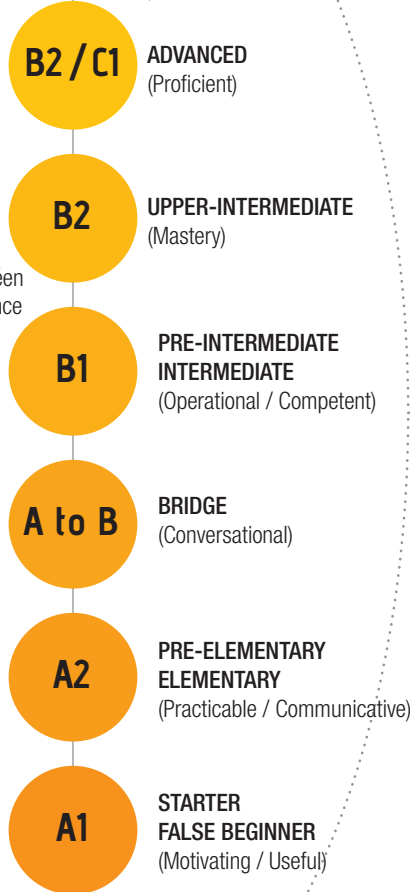 B2 / C1
ADVANCED
(Proficient)
B2
UPPER-INTERMEDIATE
(Mastery)
B1
PRE-INTERMEDIATE
INTERMEDIATE
(Operational / Competent)
A to B
BRIDGE
(Conversational)
A2
PRE-ELEMENTARY
ELEMENTARY
(Practicable / Communicative)
A1
STARTER
FALSE BEGINNER
(Motivating / Useful)